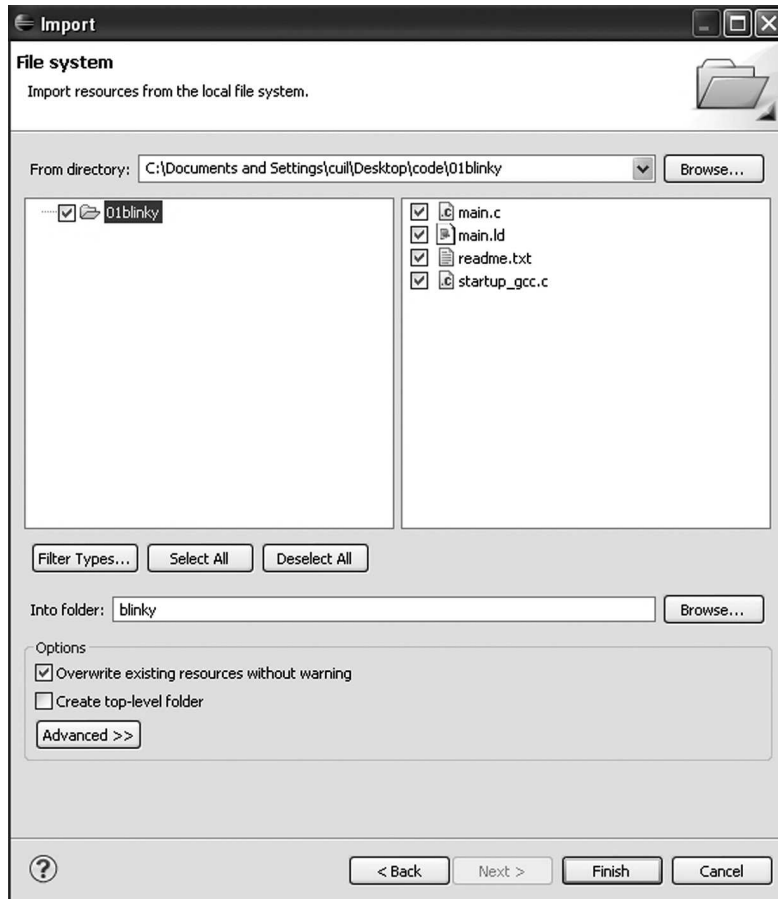 Import
File system
Import resources from the local file system.
From directory: C:\Documents and Settings\cuil\Desktop\code\01blinky Browse...
01blinky
main.c
main.ld
readme.txt
startup_gcc.c
Filter Types... Select All Deselect All
Into folder: blinky Browse...
Options
Overwrite existing resources without warning
Create top-level folder
Advanced >>
? < Back Next > Finish Cancel